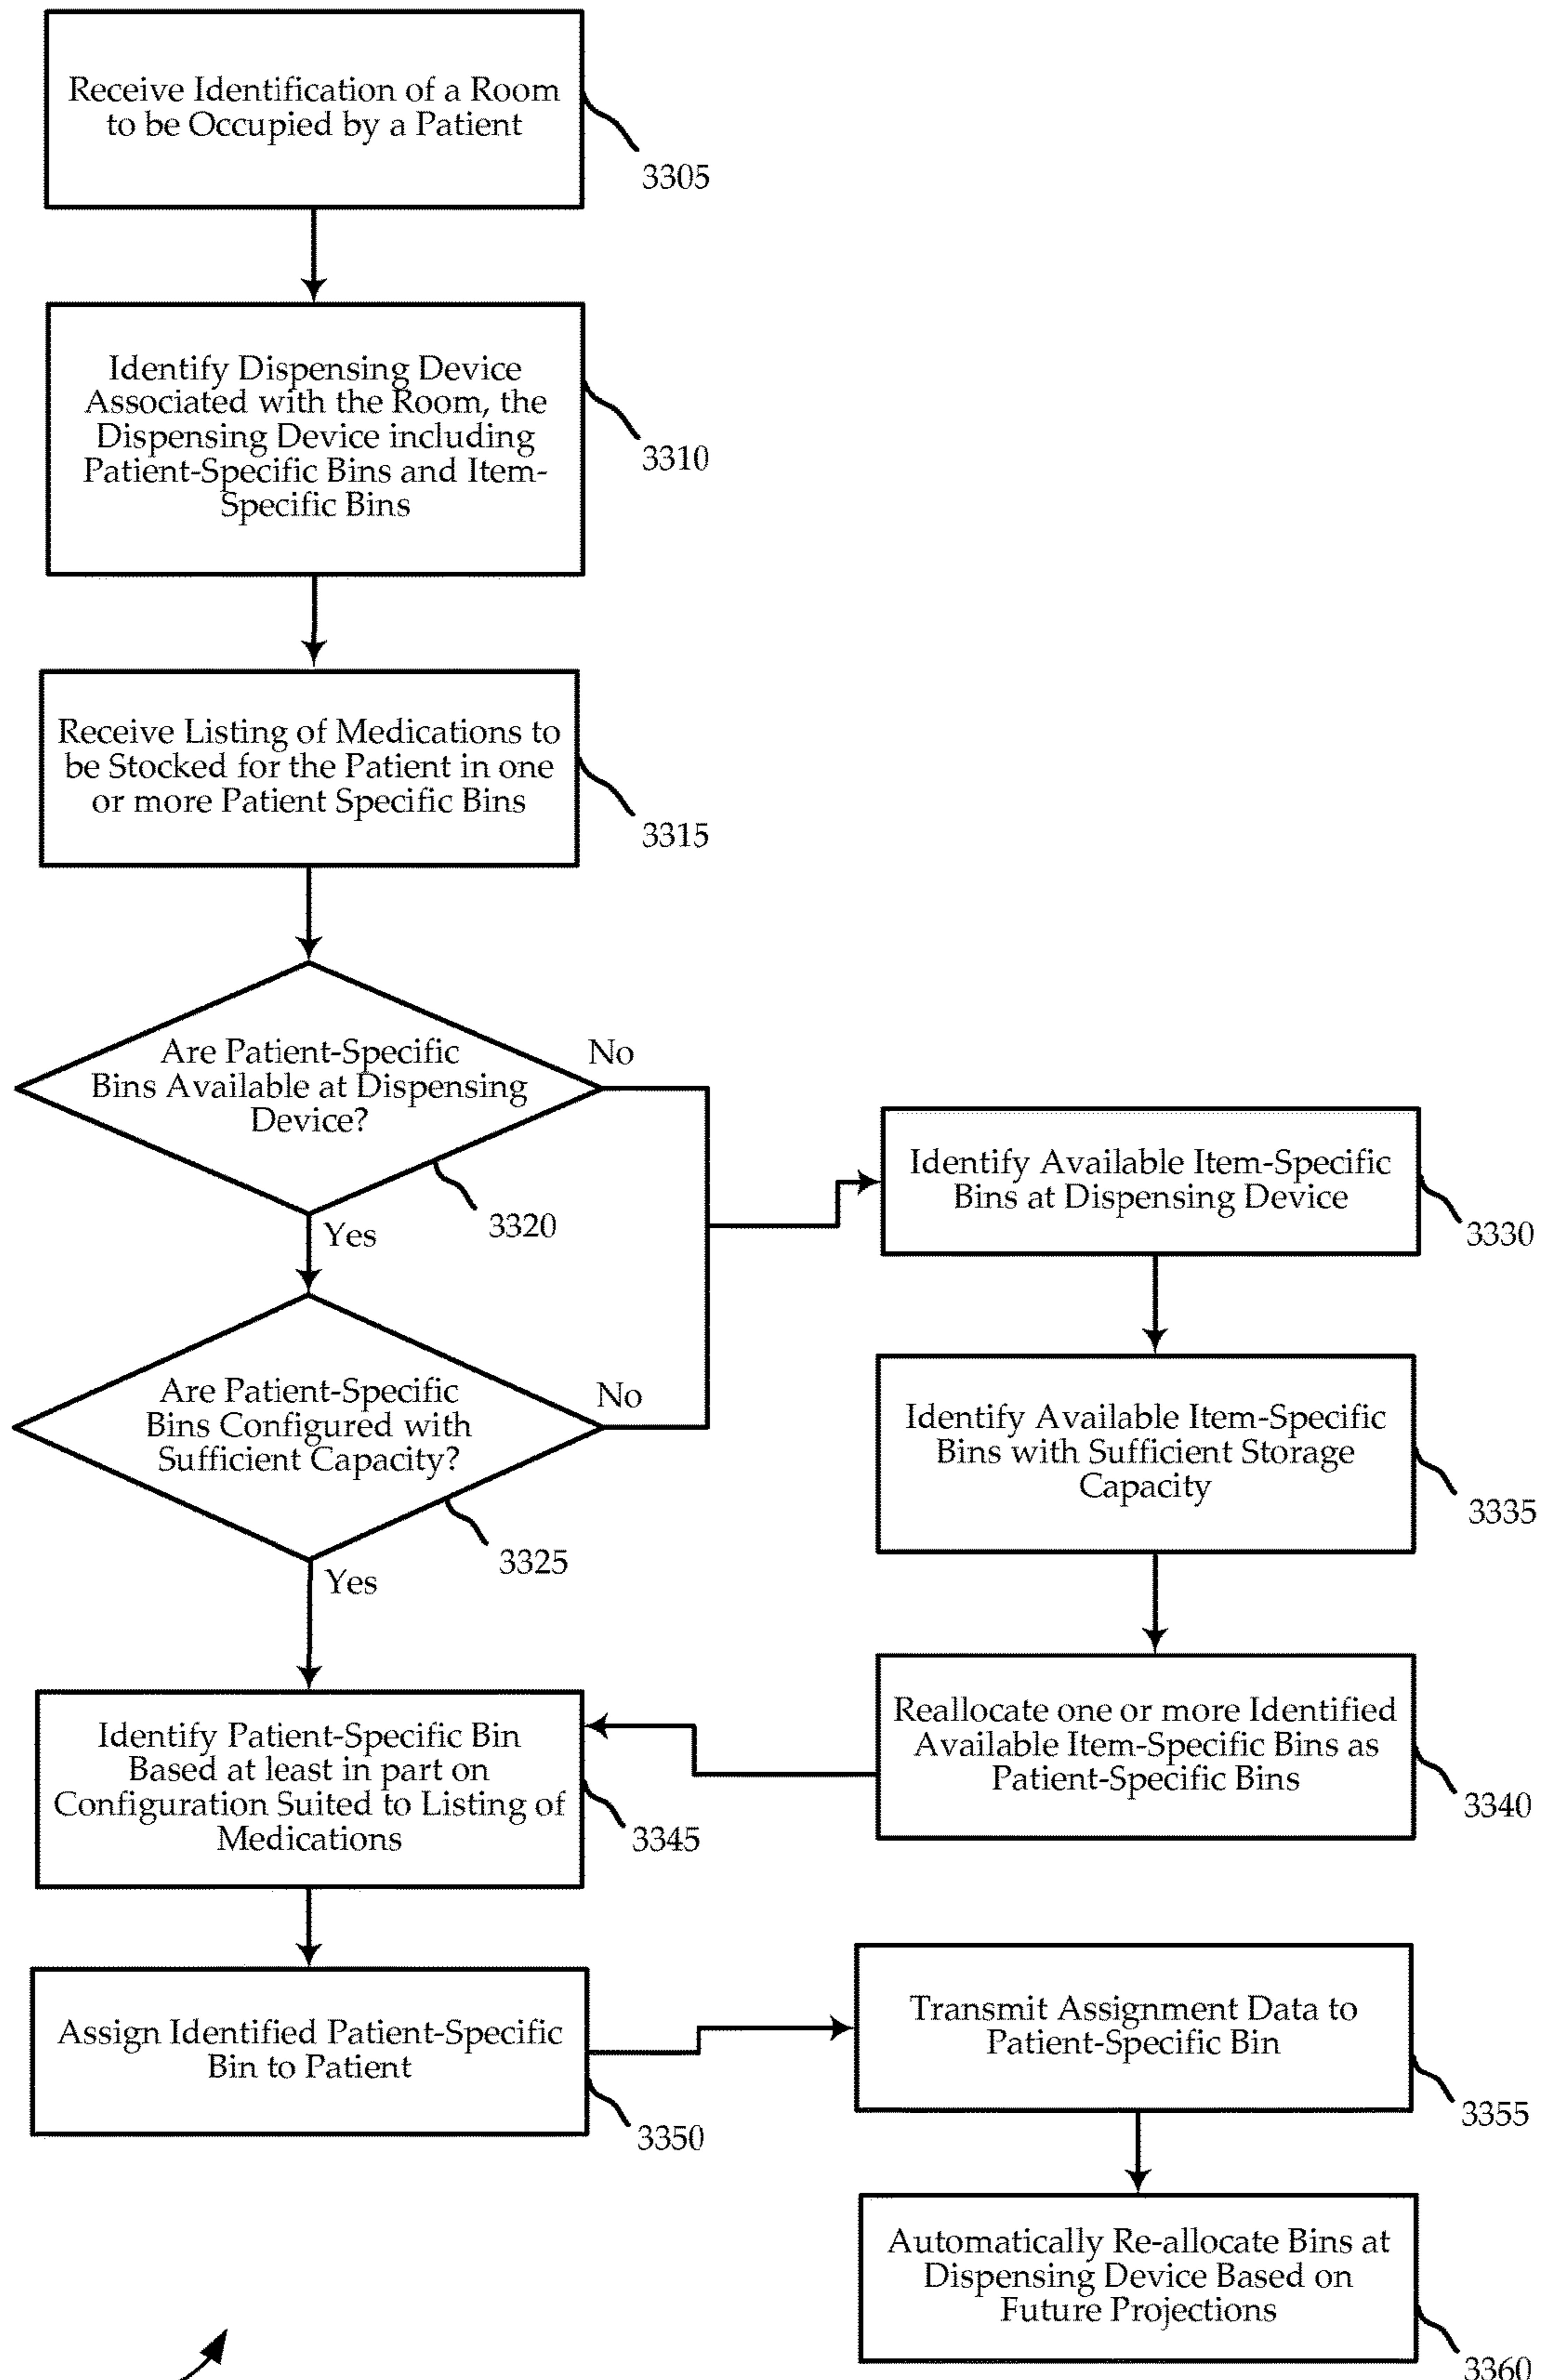 Receive Identification of a Room
to be Occupied by a Patient
3305
Identify Dispensing Device
Associated with the Room, the
Dispensing Device including
Patient-Specific Bins and Item-
Specific Bins
3310
Receive Listing of Medications to
be Stocked for the Patient in one
or more Patient Specific Bins
3315
Are Patient-Specific
Bins Available at Dispensing
Device?
No
3320
Yes
Are Patient-Specific
Bins Configured with
Sufficient Capacity?
No
3325
Yes
Identify Available Item-Specific
Bins at Dispensing Device
3330
Identify Available Item-Specific
Bins with Sufficient Storage
Capacity
3335
Reallocate one or more Identified
Available Item-Specific Bins as
Patient-Specific Bins
3340
Identify Patient-Specific Bin
Based at least in part on
Configuration Suited to Listing of
Medications
3345
Assign Identified Patient-Specific
Bin to Patient
3350
Transmit Assignment Data to
Patient-Specific Bin
3355
Automatically Re-allocate Bins at
Dispensing Device Based on
Future Projections
3360